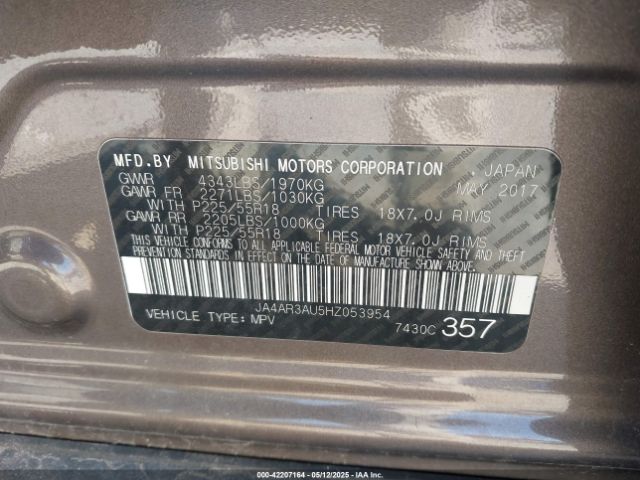 MFD.BY MITSUBISHI MOTORS CORPORATION JAPAN
GVWR 4343LBS/1970KG MAY 2017
GAWR FR 2271LBS/1030KG
WITH P225/55R18 TIRES 18X7.0J RIMS
GAWR RR 2205LBS/1000KG
WITH P225/55R18 TIRES 18X7.0J RIMS
THIS VEHICLE CONFORMS TO ALL APPLICABLE FEDERAL MOTOR VEHICLE SAFETY AND THEFT
PREVENTION STANDARDS IN EFFECT ON THE DATE OF MANUFACTURE SHOWN ABOVE.
JA4AR3AU5HZ053954
VEHICLE TYPE: MPV 7430C 357
000-42207164 - 05/12/2025 - IAAI.com